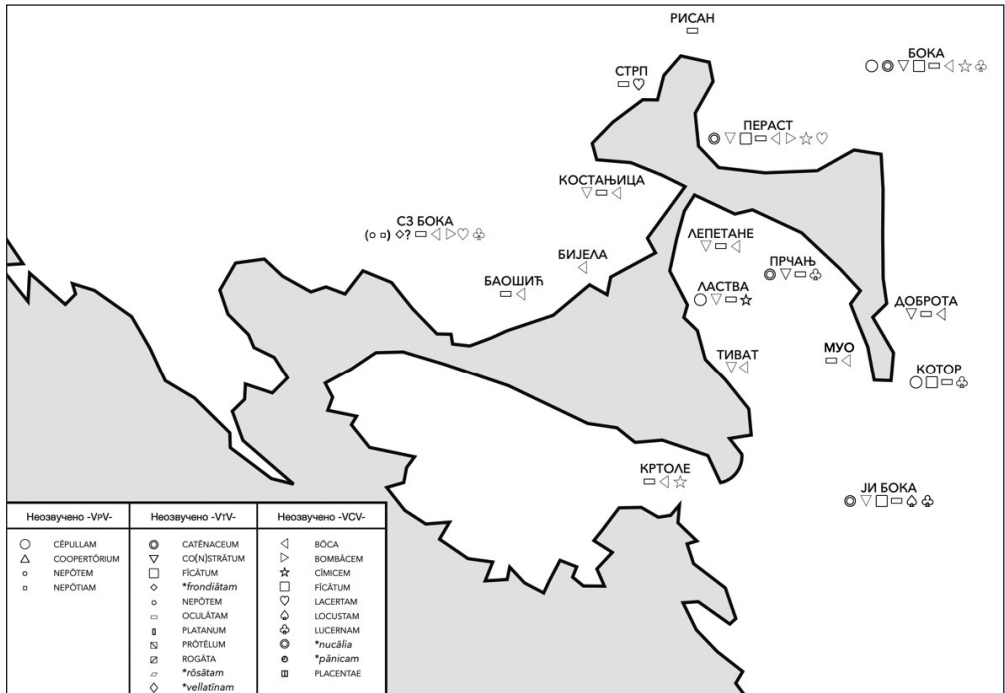 РИСАН
БОКА
СТРП
ПЕРАСТ
КОСТАЊИЦА
СЗ БОКА
( ) ?
ЛЕПЕТАНЕ
БИЈЕЛА
ПРЧАЊ
БАОШИЋ
ЛАСТВА
ДОБРОТА
ТИВАТ
МУО
КОТОР
КРТОЛЕ
ЈИ БОКА
Неозвучено -VPV-
CĒPULLAM
COOPERTŌRIUM
NEPŌTEM
NEPŌTIAM
Неозвучено -VTV-
CATĒNACEUM
CO(N)STRĀTUM
FĪCĀTUM
*frondiātam
NEPŌTEM
OCULĀTAM
PLATANUM
PRŌTĒLUM
ROGĀTA
*rōsātam
*vellatīnam
Неозвучено -VCV-
BŌCA
BOMBȲCEM
CĪMICEM
FĪCĀTUM
LACERTAM
LOCUSTAM
LUCERNAM
*nucālia
*pānicam
PLACENTAE